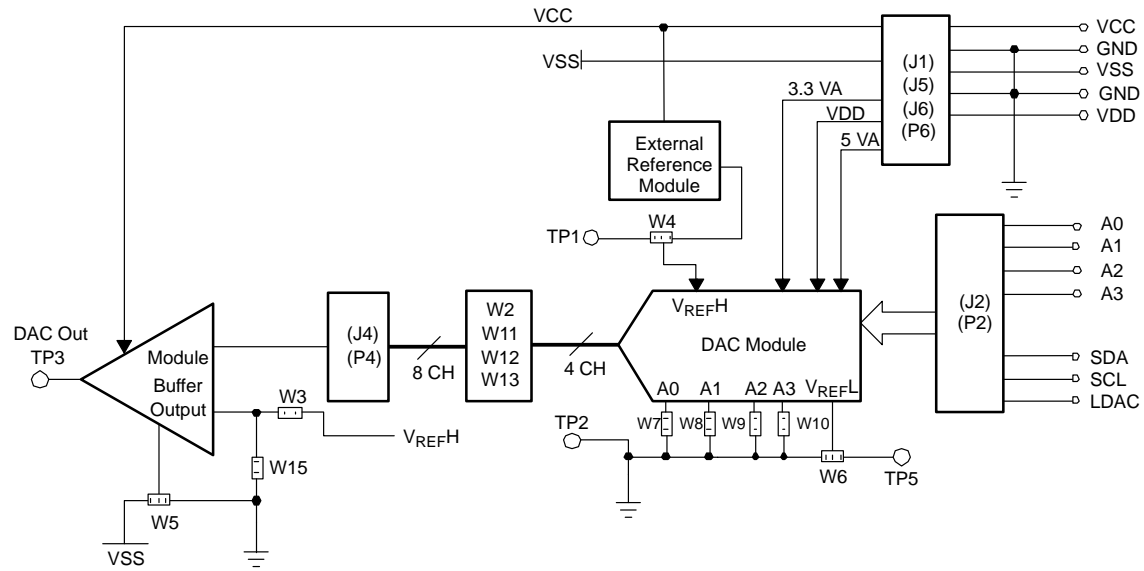 VCC
VCC
GND
VSS
(J1)
(J5)
(J6)
(P6)
VSS
GND
VDD
3.3 VA
VDD
5 VA
External
Reference
Module
W4
TP1
A0
A1
A2
A3
(J2)
(P2)
SDA
SCL
LDAC
VREFH
DAC Module
A0 A1 A2 A3 VREFL
W2
W11
W12
W13
(J4)
(P4)
8 CH
4 CH
DAC Out
TP3
Module
Buffer
Output
W3
VREFH
W15
W5
VSS
W7
W8
W9
W10
TP2
W6
TP5